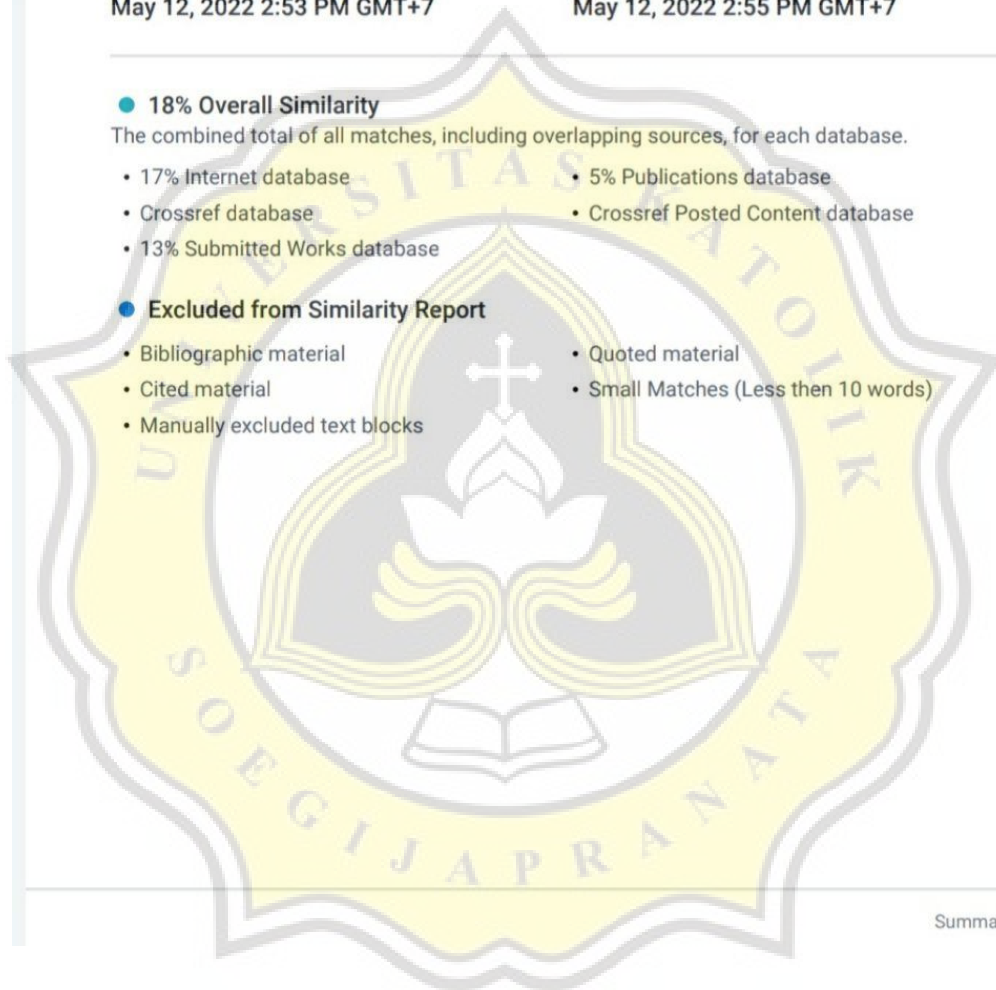 May 12, 2022 2:53 PM GMT+7
May 12, 2022 2:55 PM GMT+7
18% Overall Similarity
The combined total of all matches, including overlapping sources, for each database.
• 17% Internet database
• 5% Publications database
• Crossref database
• Crossref Posted Content database
• 13% Submitted Works database
Excluded from Similarity Report
• Bibliographic material
• Quoted material
• Cited material
• Small Matches (Less then 10 words)
• Manually excluded text blocks
UNIVERSITAS KATOLIK
SOEGIJAPRANATA
Summa